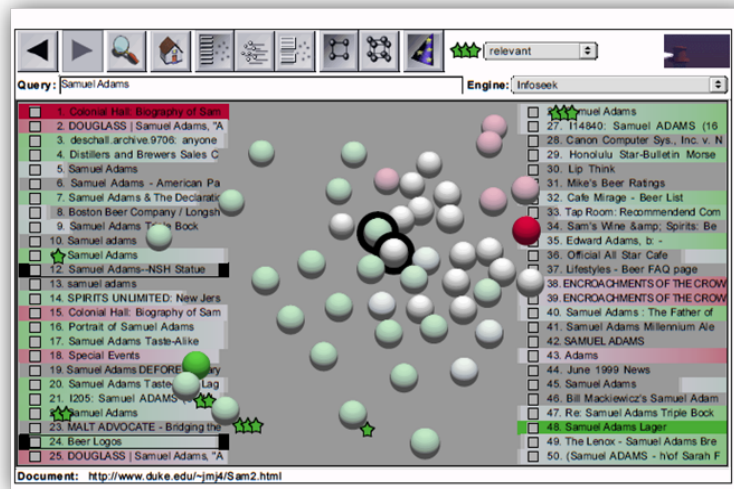 relevant
Query: Samuel Adams
Engine: Infoseek
1. Colonial Hall: Biography of Sam
2. DOUGLASS | Samuel Adams, "A
3. deschall.archive.9706: anyone
4. Distillers and Brewers Sales C
5. Samuel Adams
6. Samuel Adams - American Pa
7. Samuel Adams & The Declaratic
8. Boston Beer Company / Longsh
9. Samuel Adams Triple Bock
10. Samuel adams
Samuel Adams
12. Samuel Adams--NSH Statue
13. samuel adams
14. SPIRITS UNLIMITED: New Jers
15. Colonial Hall: Biography of Sam
16. Portrait of Samuel Adams
17. Samuel Adams Taste-Alike
18. Special Events
19. Samuel Adams DEFORE
20. Samuel Adams Taste Lag
21. I205: Samuel ADAMS
Samuel Adams
23. MALT ADVOCATE - Bridging the
24. Beer Logos
25. DOUGLASS | Samuel Adams, "A
muel Adams
27. I14840: Samuel ADAMS (16
28. Canon Computer Sys., Inc. v. N
29. Honolulu Star-Bulletin Morse
30. Lip Think
31. Mike's Beer Ratings
32. Cafe Mirage - Beer List
33. Tap Room: Recommend Com
34. Sam's Wine &amp; Spirits: Be
35. Edward Adams, b: -
36. Official All Star Cafe
37. Lifestyles - Beer FAQ page
38. ENCROACHMENTS OF THE CROW
39. ENCROACHMENTS OF THE CROW
40. Samuel Adams : The Father of
41. Samuel Adams Millennium Ale
42. SAMUEL ADAMS
43. Adams
44. June 1999 News
45. Samuel Adams
46. Bill Mackiewicz's Samuel Adam
47. Re: Samuel Adams Triple Bock
48. Samuel Adams Lager
49. The Lenox - Samuel Adams Bre
50. (Samuel ADAMS - h'of Sarah F
Document: http://www.duke.edu/~jmj4/Sam2.html